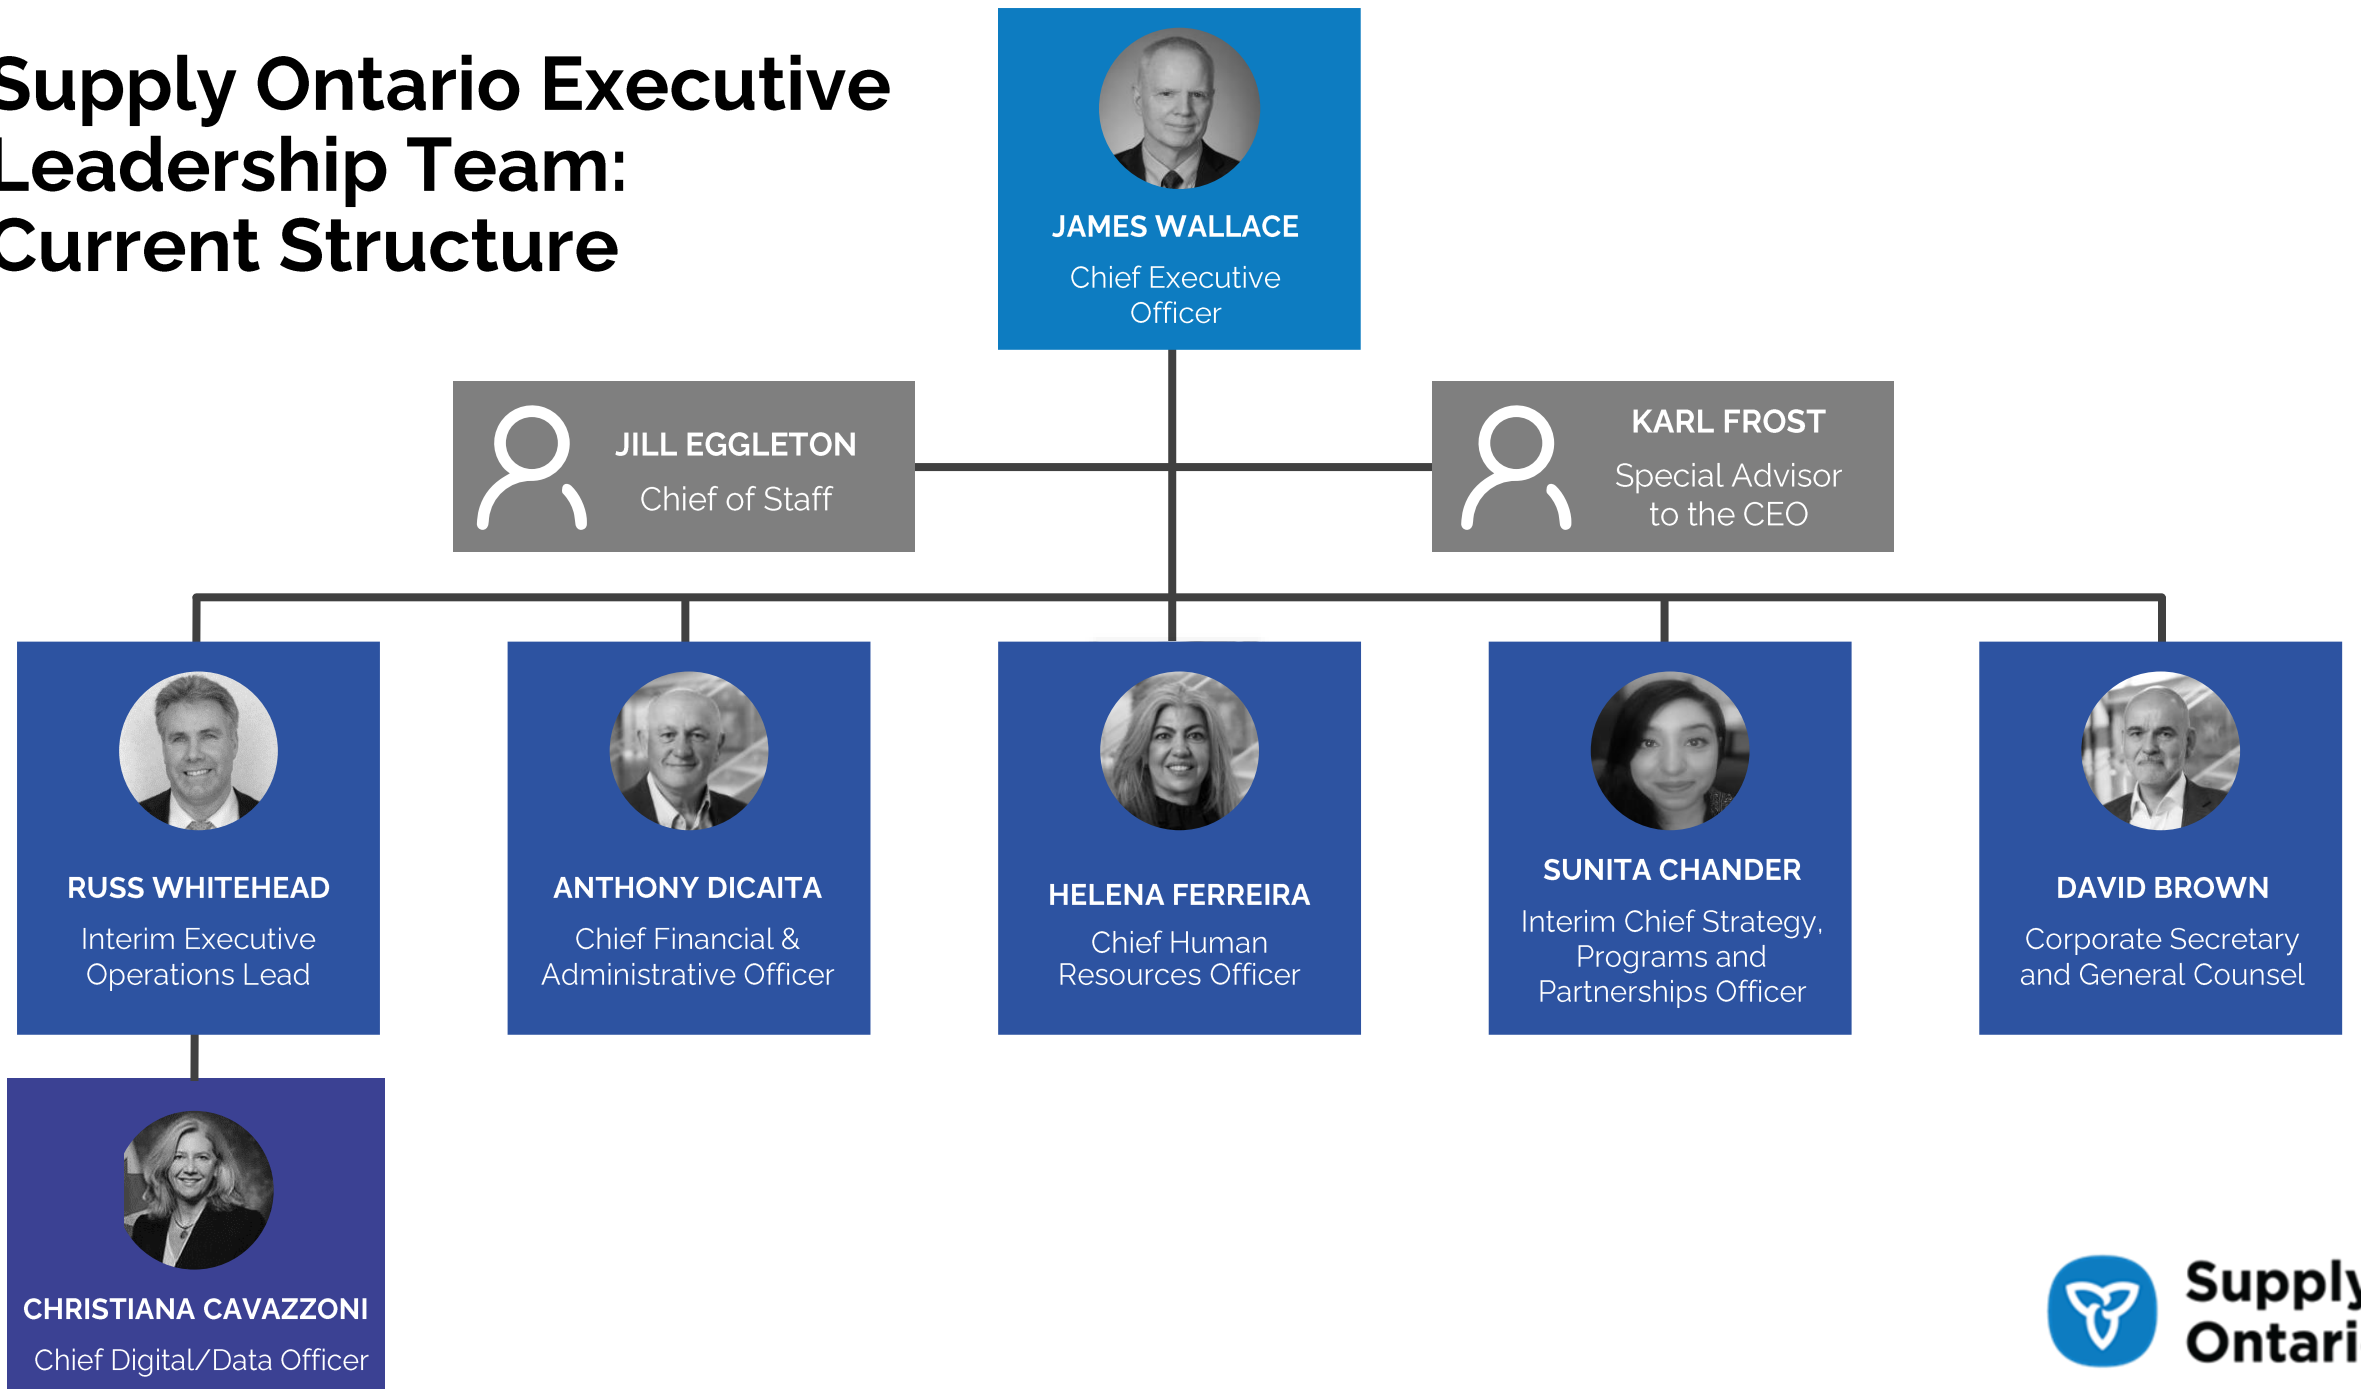 Supply Ontario Executive
Leadership Team:
Current Structure
JAMES WALLACE
Chief Executive
Officer
JILL EGGLETON
Chief of Staff
KARL FROST
Special Advisor
to the CEO
RUSS WHITEHEAD
Interim Executive
Operations Lead
ANTHONY DICAITA
Chief Financial &
Administrative Officer
HELENA FERREIRA
Chief Human
Resources Officer
SUNITA CHANDER
Interim Chief Strategy,
Programs and
Partnerships Officer
DAVID BROWN
Corporate Secretary
and General Counsel
CHRISTIANA CAVAZZONI
Chief Digital/Data Officer
Supply
Ontari